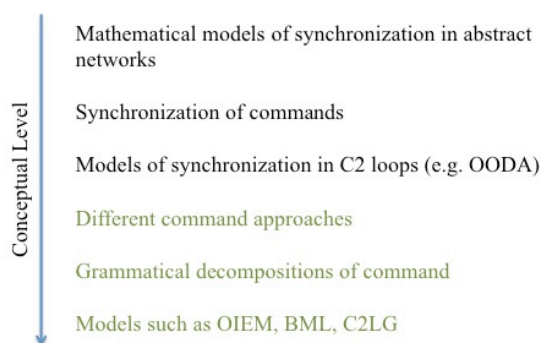 Conceptual Level
Mathematical models of synchronization in abstract
networks
Synchronization of commands
Models of synchronization in C2 loops (e.g. OODA)
Different command approaches
Grammatical decompositions of command
Models such as OIEM, BML, C2LG